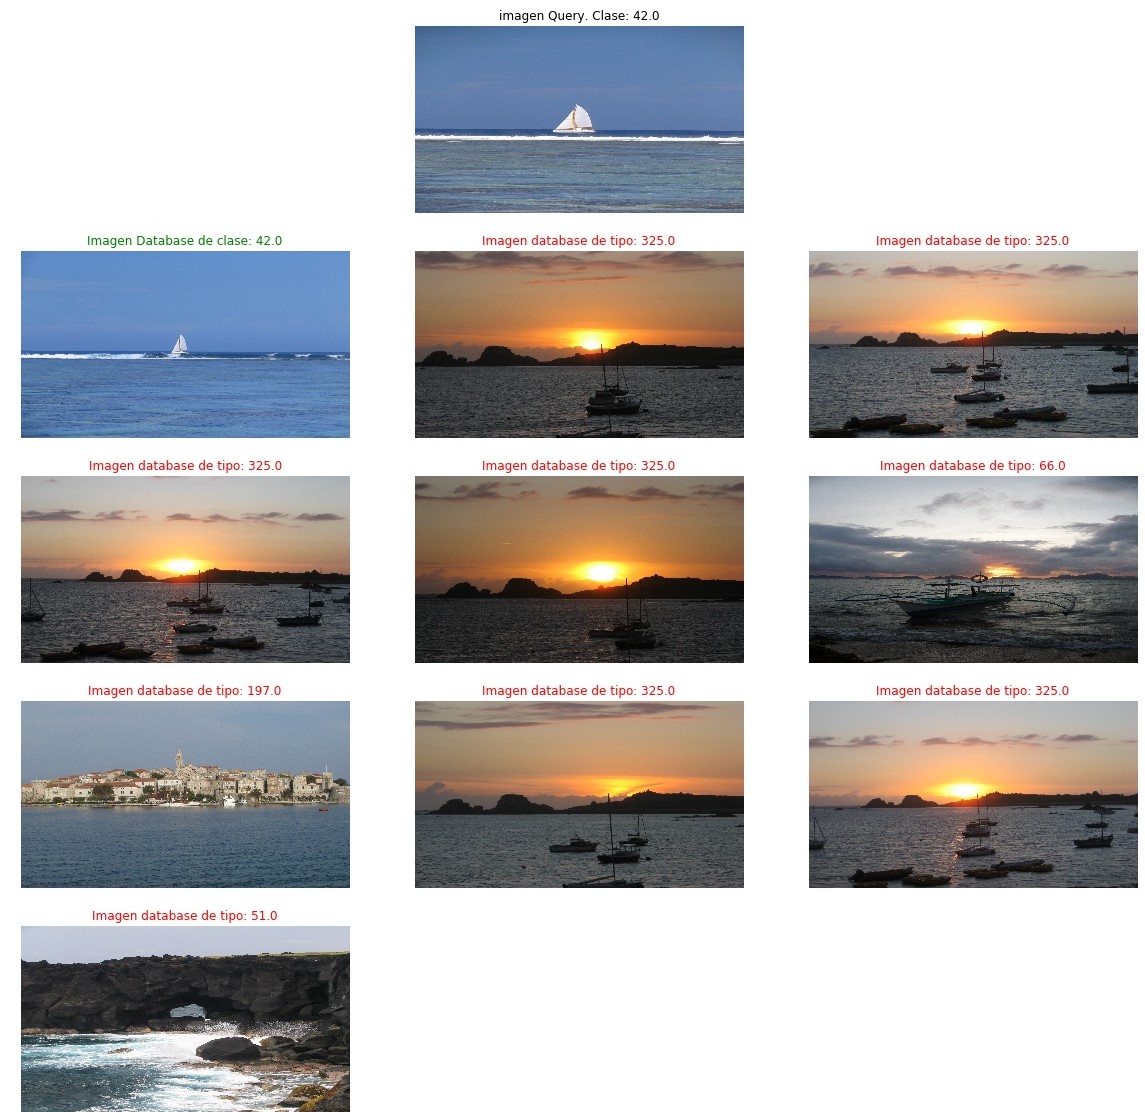 imagen Query. Clase: 42.0
Imagen Database de clase: 42.0
Imagen database de tipo: 325.0
Imagen database de tipo: 325.0
Imagen database de tipo: 325.0
Imagen database de tipo: 325.0
Imagen database de tipo: 66.0
Imagen database de tipo: 197.0
Imagen database de tipo: 325.0
Imagen database de tipo: 325.0
Imagen database de tipo: 51.0